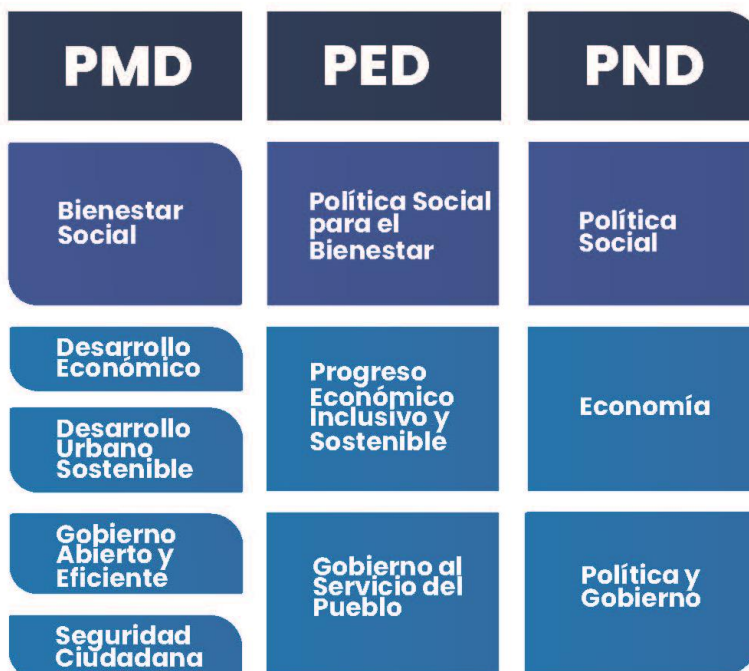 PMD
PED
PND
Bienestar
Social
Política Social
para el
Bienestar
Política
Social
Desarrollo
Económico
Desarrollo
Urbano
Sostenible
Progreso
Económico
Inclusivo y
Sostenible
Economía
Gobierno
Abierto y
Eficiente
Seguridad
Ciudadana
Gobierno al
Servicio del
Pueblo
Política y
Gobierno